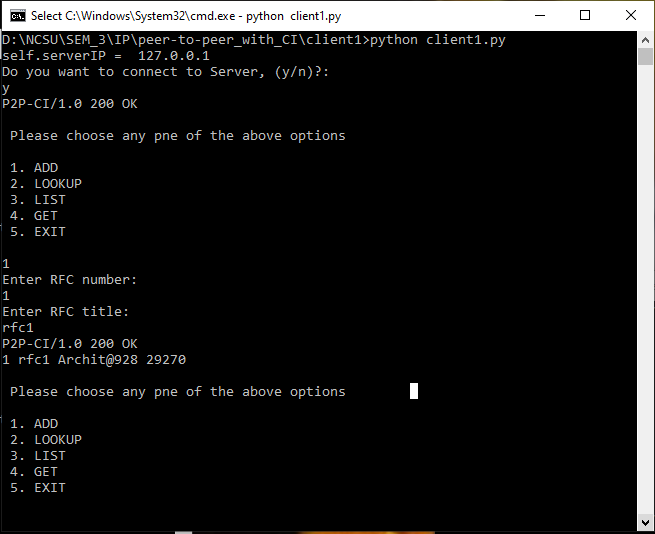 Select C:\Windows\System32\cmd.exe - python  client1.py
D:\NCSU\SEM_3\IP\peer-to-peer_with_CI\client1>python client1.py
self.serverIP =  127.0.0.1
Do you want to connect to Server, (y/n)?:
y
P2P-CI/1.0 200 OK
Please choose any pne of the above options
1. ADD
2. LOOKUP
3. LIST
4. GET
5. EXIT
1
Enter RFC number:
1
Enter RFC title:
rfc1
P2P-CI/1.0 200 OK
1 rfc1 Archit@928 29270
Please choose any pne of the above options
1. ADD
2. LOOKUP
3. LIST
4. GET
5. EXIT